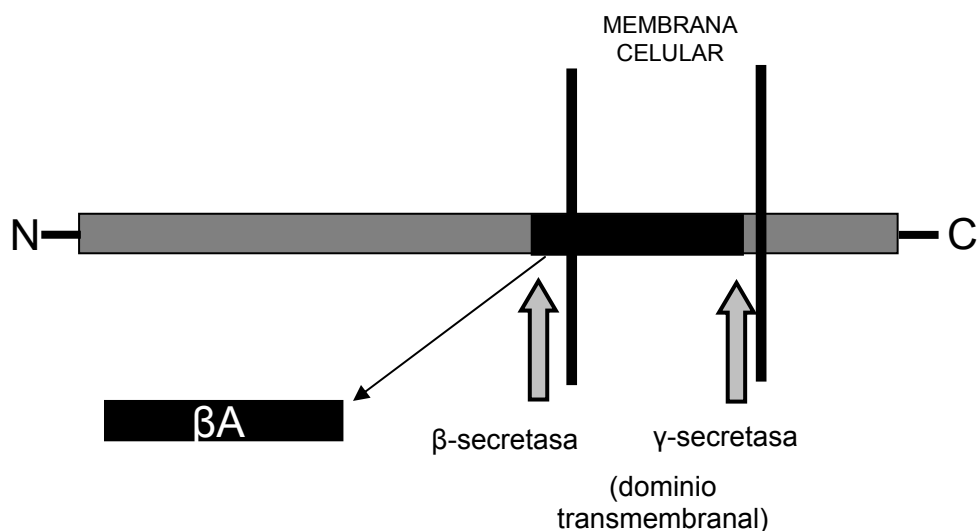 MEMBRANA
CELULAR
N
C
βA
β-secretasa
γ-secretasa
(dominio
transmembranal)